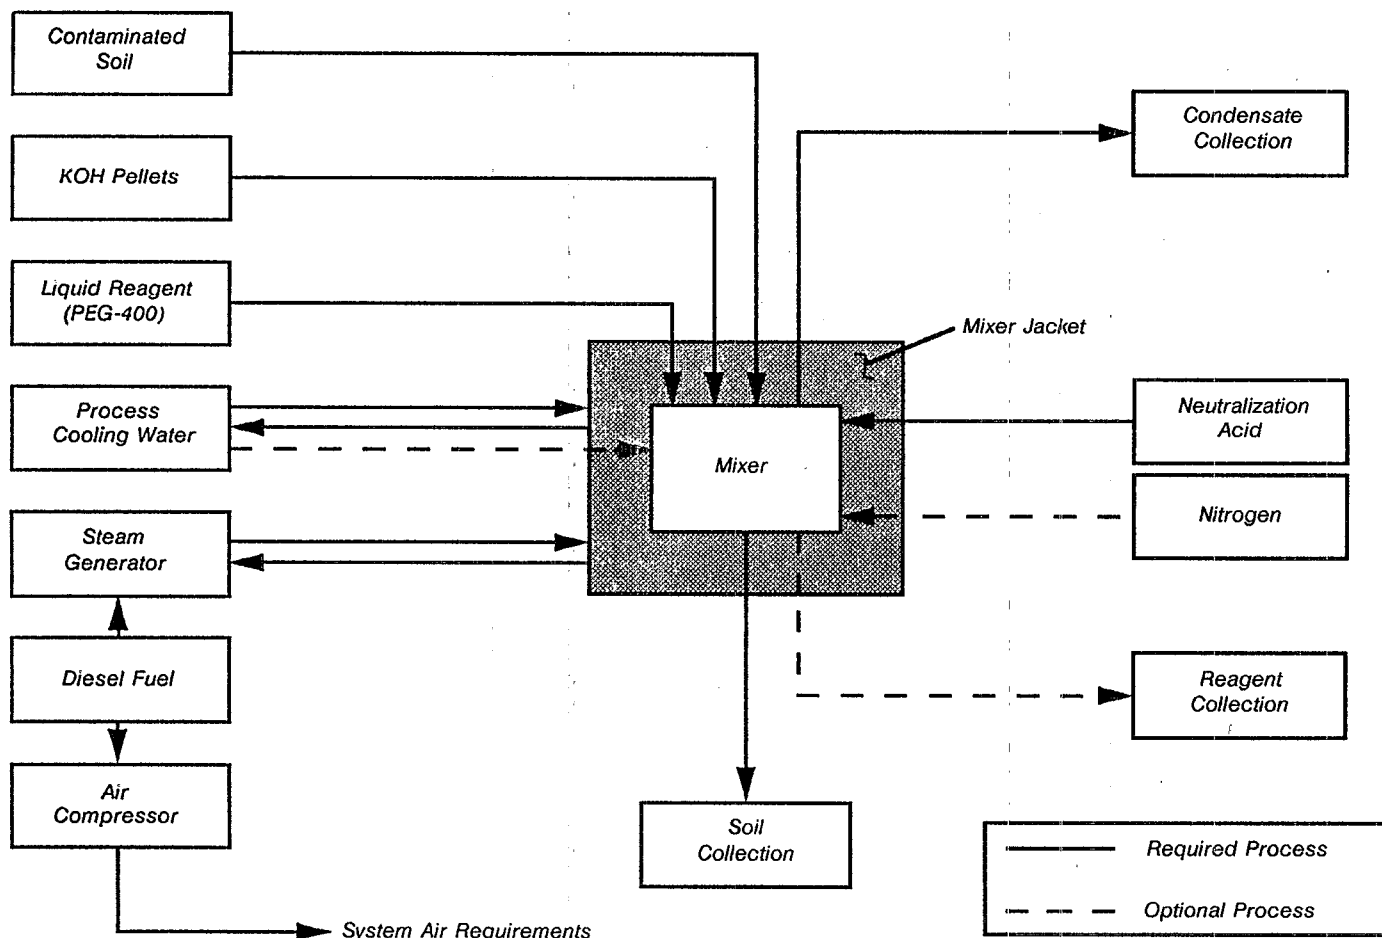 Contaminated
Soil
KOH Pellets
Liquid Reagent
(PEG-400)
Process
Cooling Water
Steam
Generator
Diesel Fuel
Air
Compressor
System Air Requirements
Mixer
Mixer Jacket
Soil
Collection
Condensate
Collection
Neutralization
Acid
Nitrogen
Reagent
Collection
Required Process
Optional Process